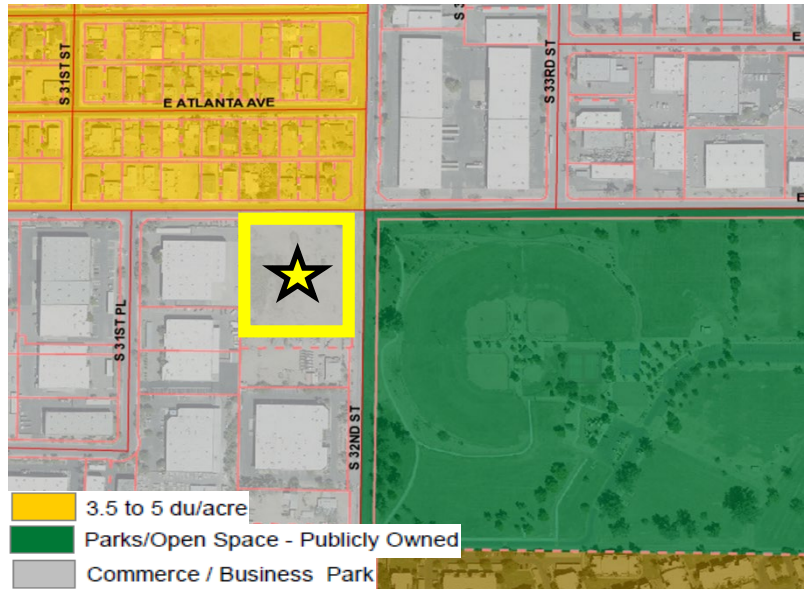 S 31ST ST
E ATLANTA AVE
S 33RD ST
E
E
S 31ST PL
S 32ND ST
3.5 to 5 du/acre
Parks/Open Space - Publicly Owned
Commerce / Business Park